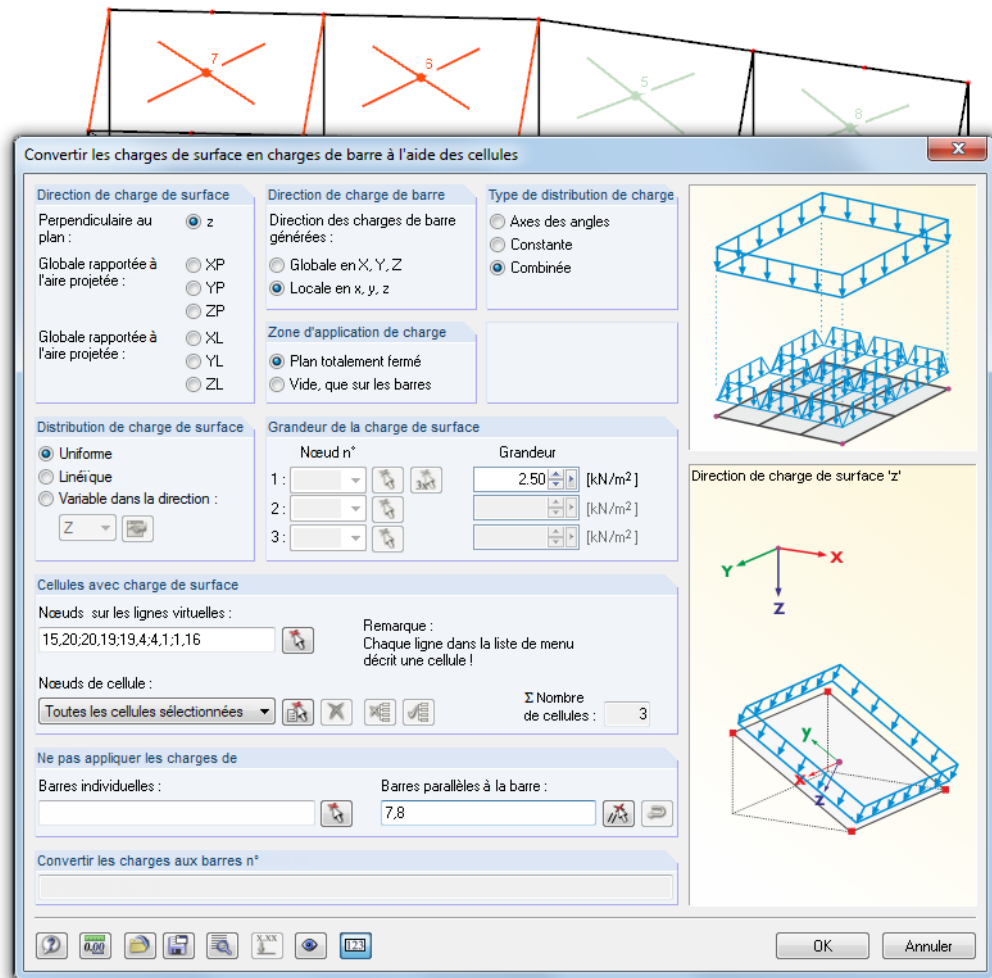 7
6
5
8
Convertir les charges de surface en charges de barre à l'aide des cellules
Direction de charge de surface
Perpendiculaire au plan :
z
Globale rapportée à l'aire projetée :
XP
YP
ZP
Globale rapportée à l'aire projetée :
XL
YL
ZL
Direction de charge de barre
Direction des charges de barre générées :
Globale en X, Y, Z
Locale en x, y, z
Type de distribution de charge
Axes des angles
Constante
Combinée
Zone d'application de charge
Plan totalement fermé
Vide, que sur les barres
Distribution de charge de surface
Uniforme
Linéïque
Variable dans la direction :
Z
Grandeur de la charge de surface
Nœud n°
Grandeur
1 :
3x
2.50
[kN/m²]
2 :
[kN/m²]
3 :
[kN/m²]
Direction de charge de surface 'z'
Y
X
Z
y
x
z
Cellules avec charge de surface
Nœuds sur les lignes virtuelles :
15,20;20,19;19,4;4,1;1,16
Remarque :
Chaque ligne dans la liste de menu
décrit une cellule !
Nœuds de cellule :
Toutes les cellules sélectionnées
Σ Nombre
de cellules :
3
Ne pas appliquer les charges de
Barres individuelles :
Barres parallèles à la barre :
7,8
Convertir les charges aux barres n°
0.00
x.xx
123
OK
Annuler